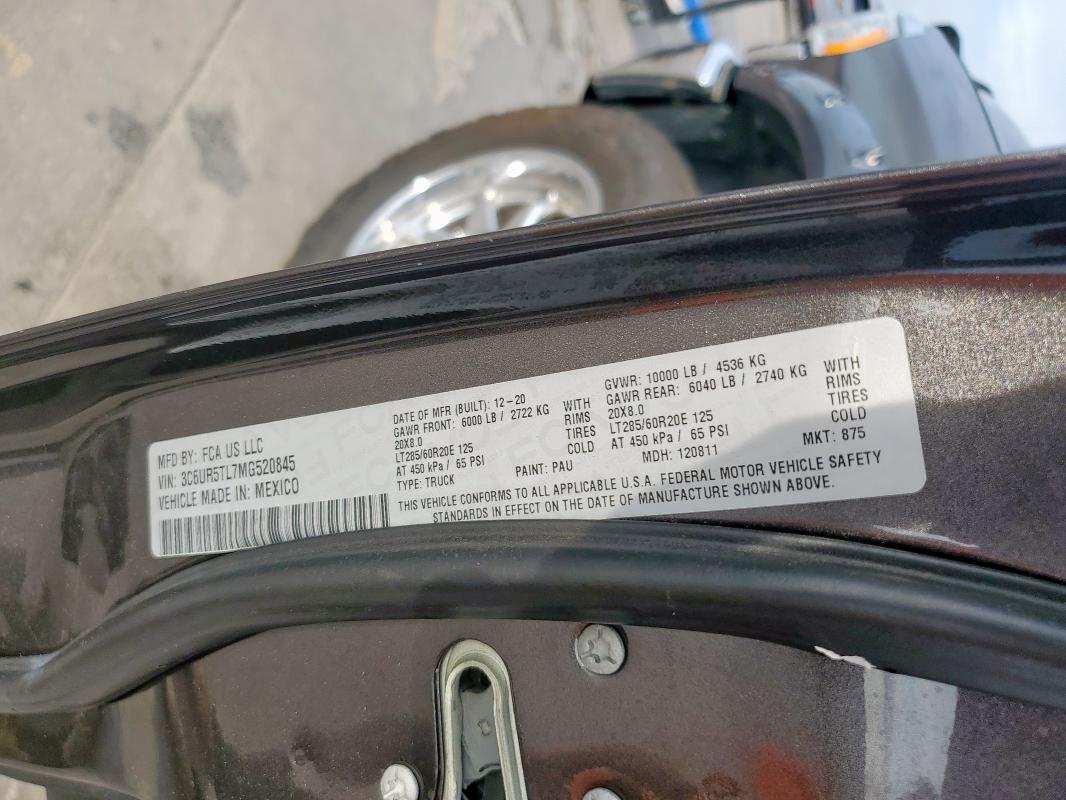 MFD BY: FCA US LLC
VIN: 3C6UR5TL7MG520845
VEHICLE MADE IN: MEXICO
DATE OF MFR (BUILT): 12-20
GAWR FRONT: 6000 LB / 2722 KG WITH
20X8.0 RIMS
LT285/60R20E 125 TIRES
AT 450 kPa / 65 PSI COLD
TYPE: TRUCK PAINT: PAU
GVWR: 10000 LB / 4536 KG
GAWR REAR: 6040 LB / 2740 KG WITH
20X8.0 RIMS
LT285/60R20E 125 TIRES
AT 450 kPa / 65 PSI COLD
MDH: 120811 MKT: 875
THIS VEHICLE CONFORMS TO ALL APPLICABLE U.S.A. FEDERAL MOTOR VEHICLE SAFETY
STANDARDS IN EFFECT ON THE DATE OF MANUFACTURE SHOWN ABOVE.